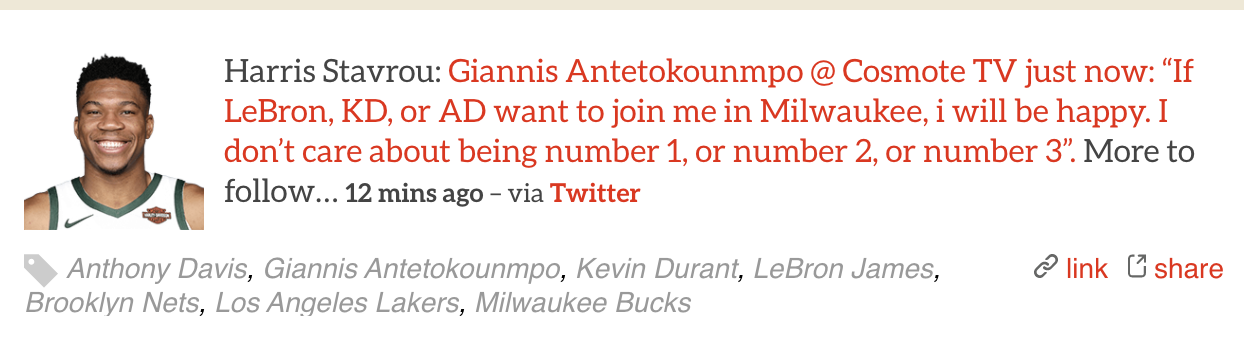 Harris Stavrou: Giannis Antetokounmpo @ Cosmote TV just now: “If
LeBron, KD, or AD want to join me in Milwaukee, i will be happy. I
don’t care about being number 1, or number 2, or number 3”. More to
follow… 12 mins ago – via Twitter
HARLEY-DAVIDSON
Anthony Davis, Giannis Antetokounmpo, Kevin Durant, LeBron James,
link share
Brooklyn Nets, Los Angeles Lakers, Milwaukee Bucks